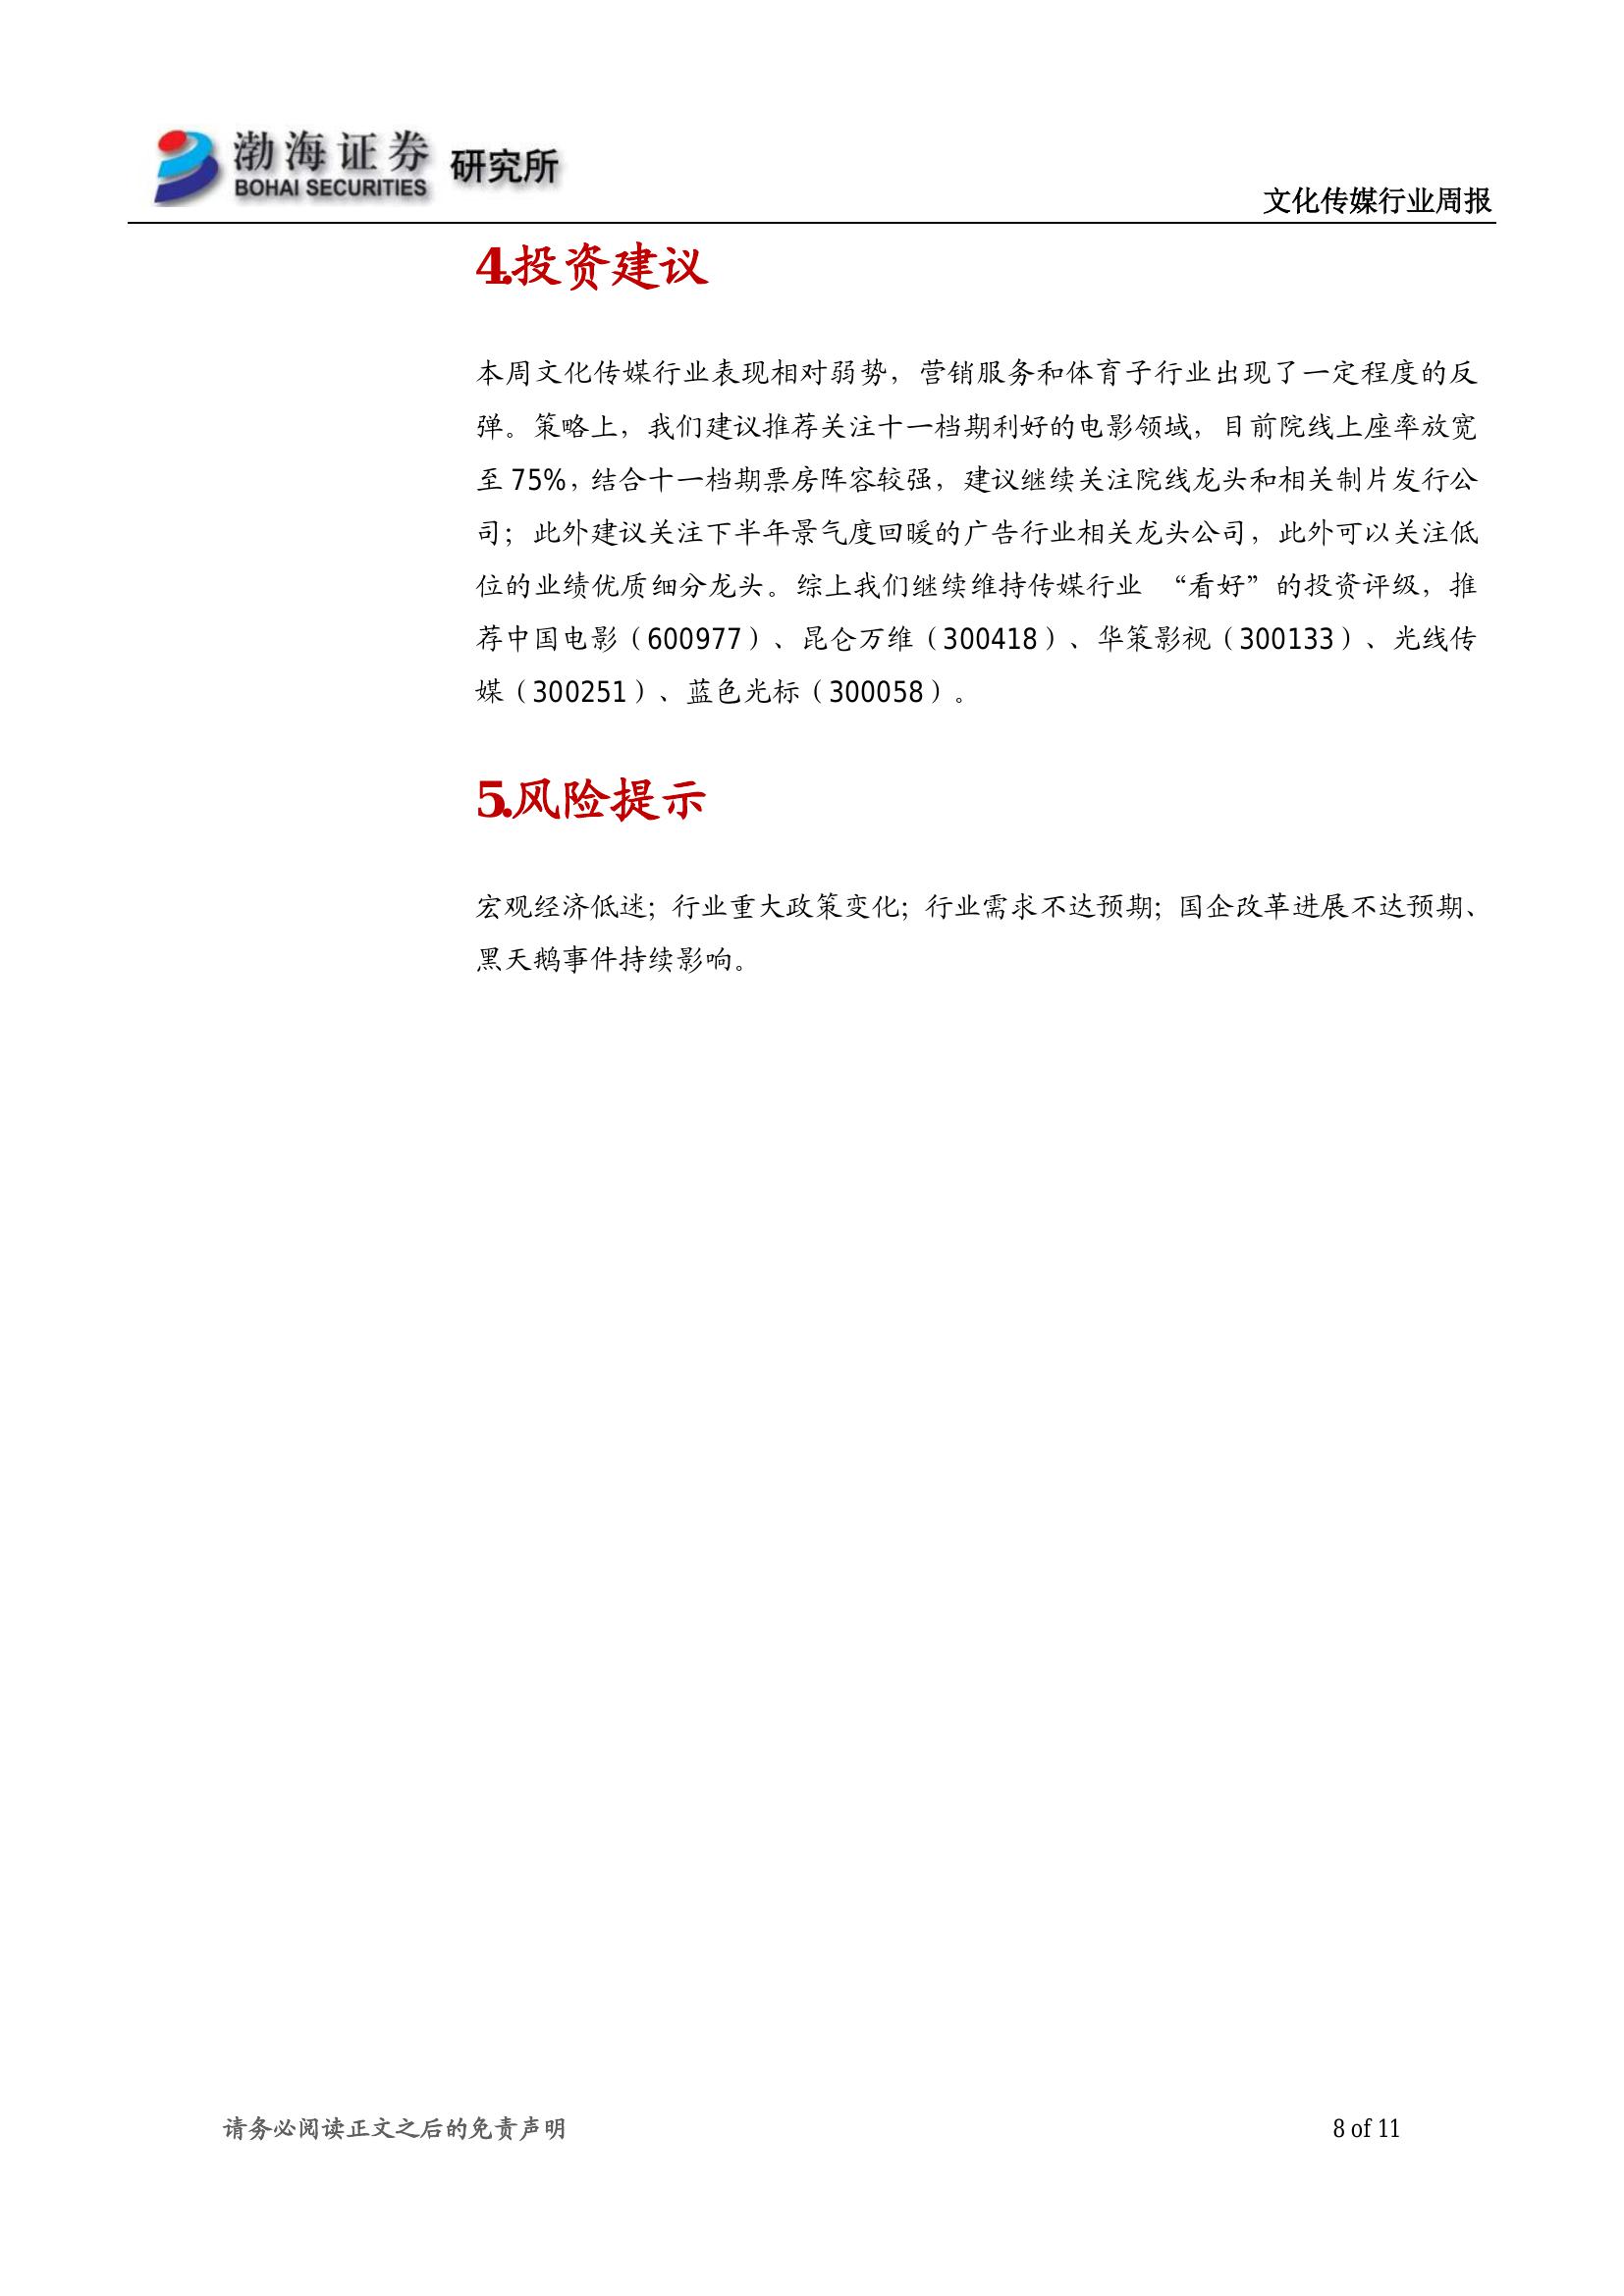 渤海证券 研究所
BOHAI SECURITIES
文化传媒行业周报
4.投资建议
本周文化传媒行业表现相对弱势，营销服务和体育子行业出现了一定程度的反
弹。策略上，我们建议推荐关注十一档期利好的电影领域，目前院线上座率放宽
至 75%，结合十一档期票房阵容较强，建议继续关注院线龙头和相关制片发行公
司；此外建议关注下半年景气度回暖的广告行业相关龙头公司，此外可以关注低
位的业绩优质细分龙头。综上我们继续维持传媒行业 “看好”的投资评级，推
荐中国电影（600977）、昆仑万维（300418）、华策影视（300133）、光线传
媒（300251）、蓝色光标（300058）。
5.风险提示
宏观经济低迷；行业重大政策变化；行业需求不达预期；国企改革进展不达预期、
黑天鹅事件持续影响。
请务必阅读正文之后的免责声明
8 of 11